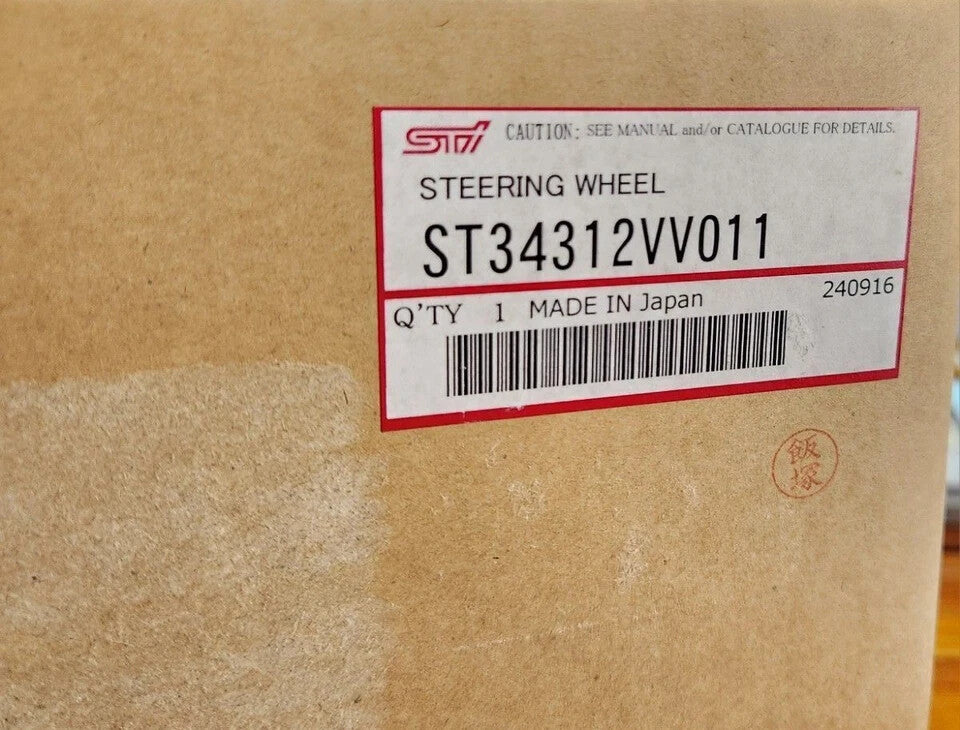 STI CAUTION: SEE MANUAL and/or CATALOGUE FOR DETAILS.
STEERING WHEEL
ST34312VV011
240916
Q'TY 1 MADE IN Japan
飯塚